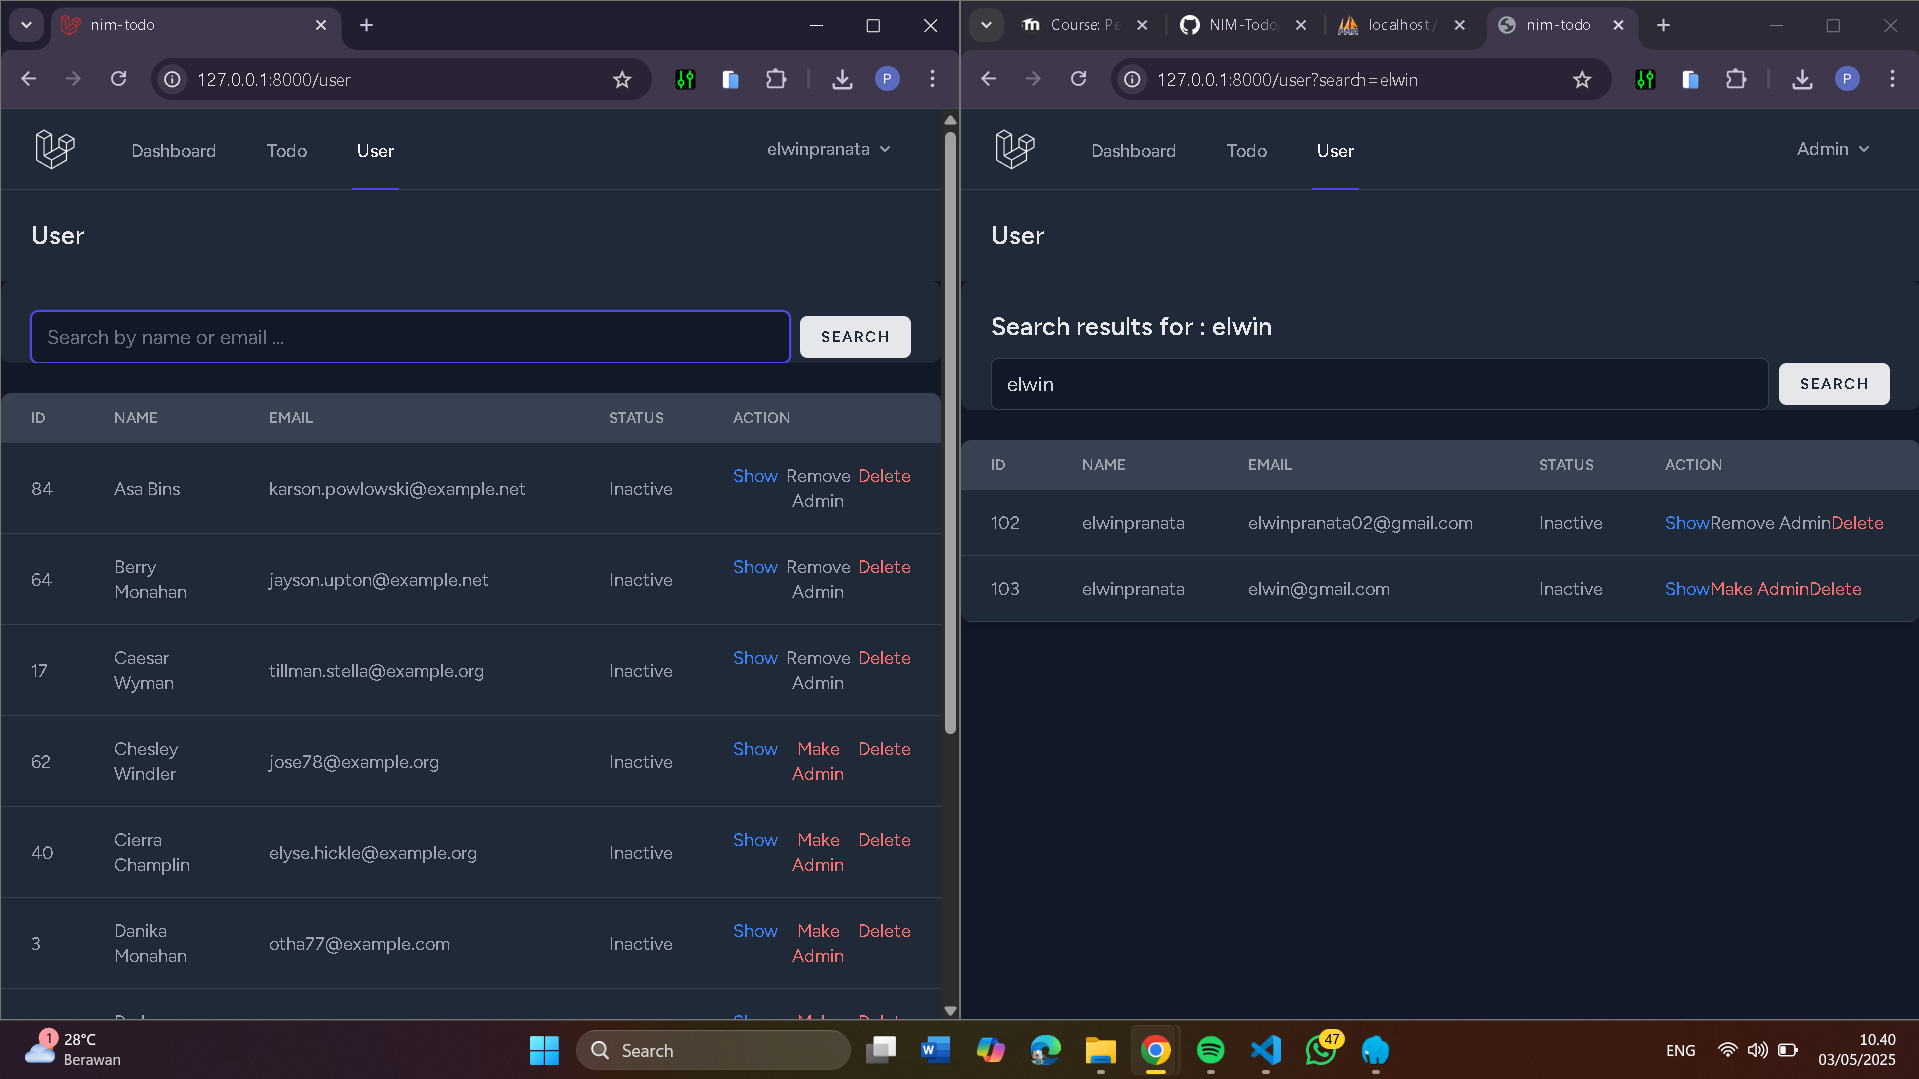 nim-todo
127.0.0.1:8000/user
P
Dashboard
Todo
User
elwinpranata
User
Search by name or email ...
SEARCH
ID NAME EMAIL STATUS ACTION
84 Asa Bins karson.powlowski@example.net Inactive Show Remove Admin Delete
64 Berry Monahan jayson.upton@example.net Inactive Show Remove Admin Delete
17 Caesar Wyman tillman.stella@example.org Inactive Show Remove Admin Delete
62 Chesley Windler jose78@example.org Inactive Show Make Admin Delete
40 Cierra Champlin elyse.hickle@example.org Inactive Show Make Admin Delete
3 Danika Monahan otha77@example.com Inactive Show Make Admin Delete
Course: Pe
NIM-Todo
localhost /
nim-todo
127.0.0.1:8000/user?search=elwin
P
Dashboard
Todo
User
Admin
User
Search results for : elwin
elwin
SEARCH
ID NAME EMAIL STATUS ACTION
102 elwinpranata elwinpranata02@gmail.com Inactive ShowRemove AdminDelete
103 elwinpranata elwin@gmail.com Inactive ShowMake AdminDelete
1
28°C
Berawan
Search
47
ENG
10.40
03/05/2025